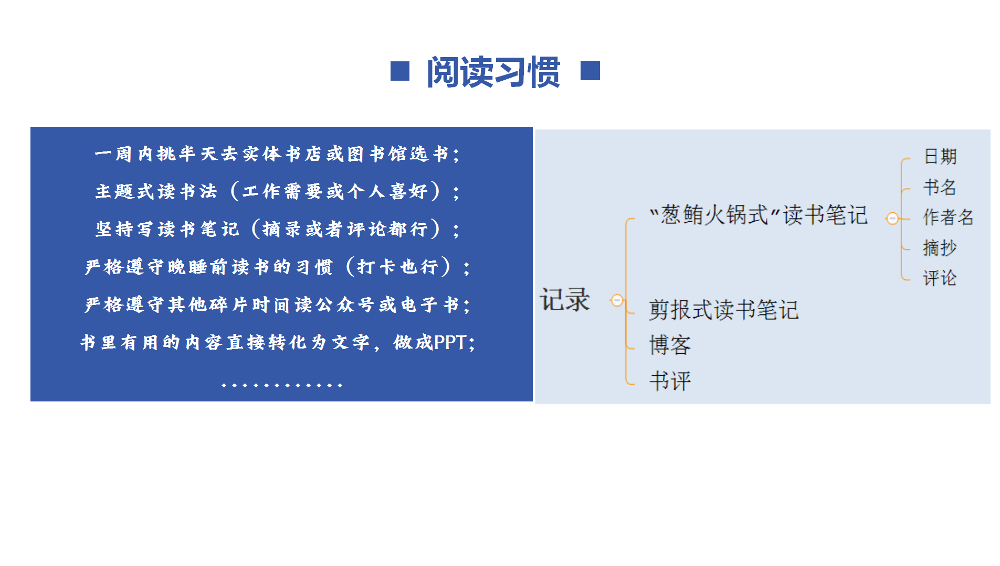 阅读习惯
一周内挑半天去实体书店或图书馆选书；
主题式读书法（工作需要或个人喜好）；
坚持写读书笔记（摘录或者评论都行）；
严格遵守晚睡前读书的习惯（打卡也行）；
严格遵守其他碎片时间读公众号或电子书；
书里有用的内容直接转化为文字，做成PPT；
············
记录
“葱鲔火锅式”读书笔记
日期
书名
作者名
摘抄
评论
剪报式读书笔记
博客
书评